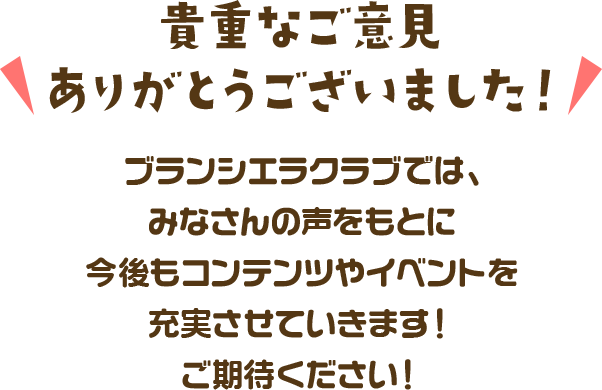 貴重なご意見
ありがとうございました！
ブランシエラクラブでは、
みなさんの声をもとに
今後もコンテンツやイベントを
充実させていきます！
ご期待ください！